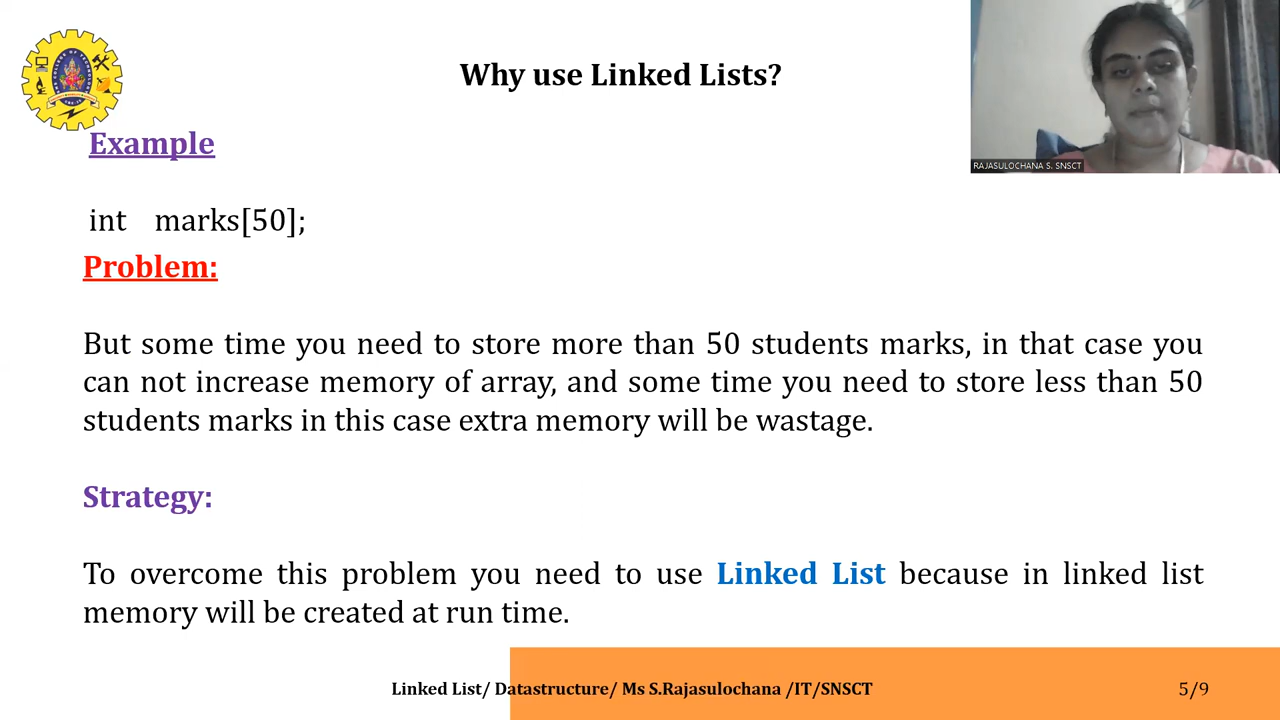 Why use Linked Lists?
RAJASULOCHANA S. SNSCT
Example
int marks[50];
Problem:
But some time you need to store more than 50 students marks, in that case you
can not increase memory of array, and some time you need to store less than 50
students marks in this case extra memory will be wastage.
Strategy:
To overcome this problem you need to use Linked List because in linked list
memory will be created at run time.
Linked List/ Datastructure/ Ms S.Rajasulochana /IT/SNSCT
5/9